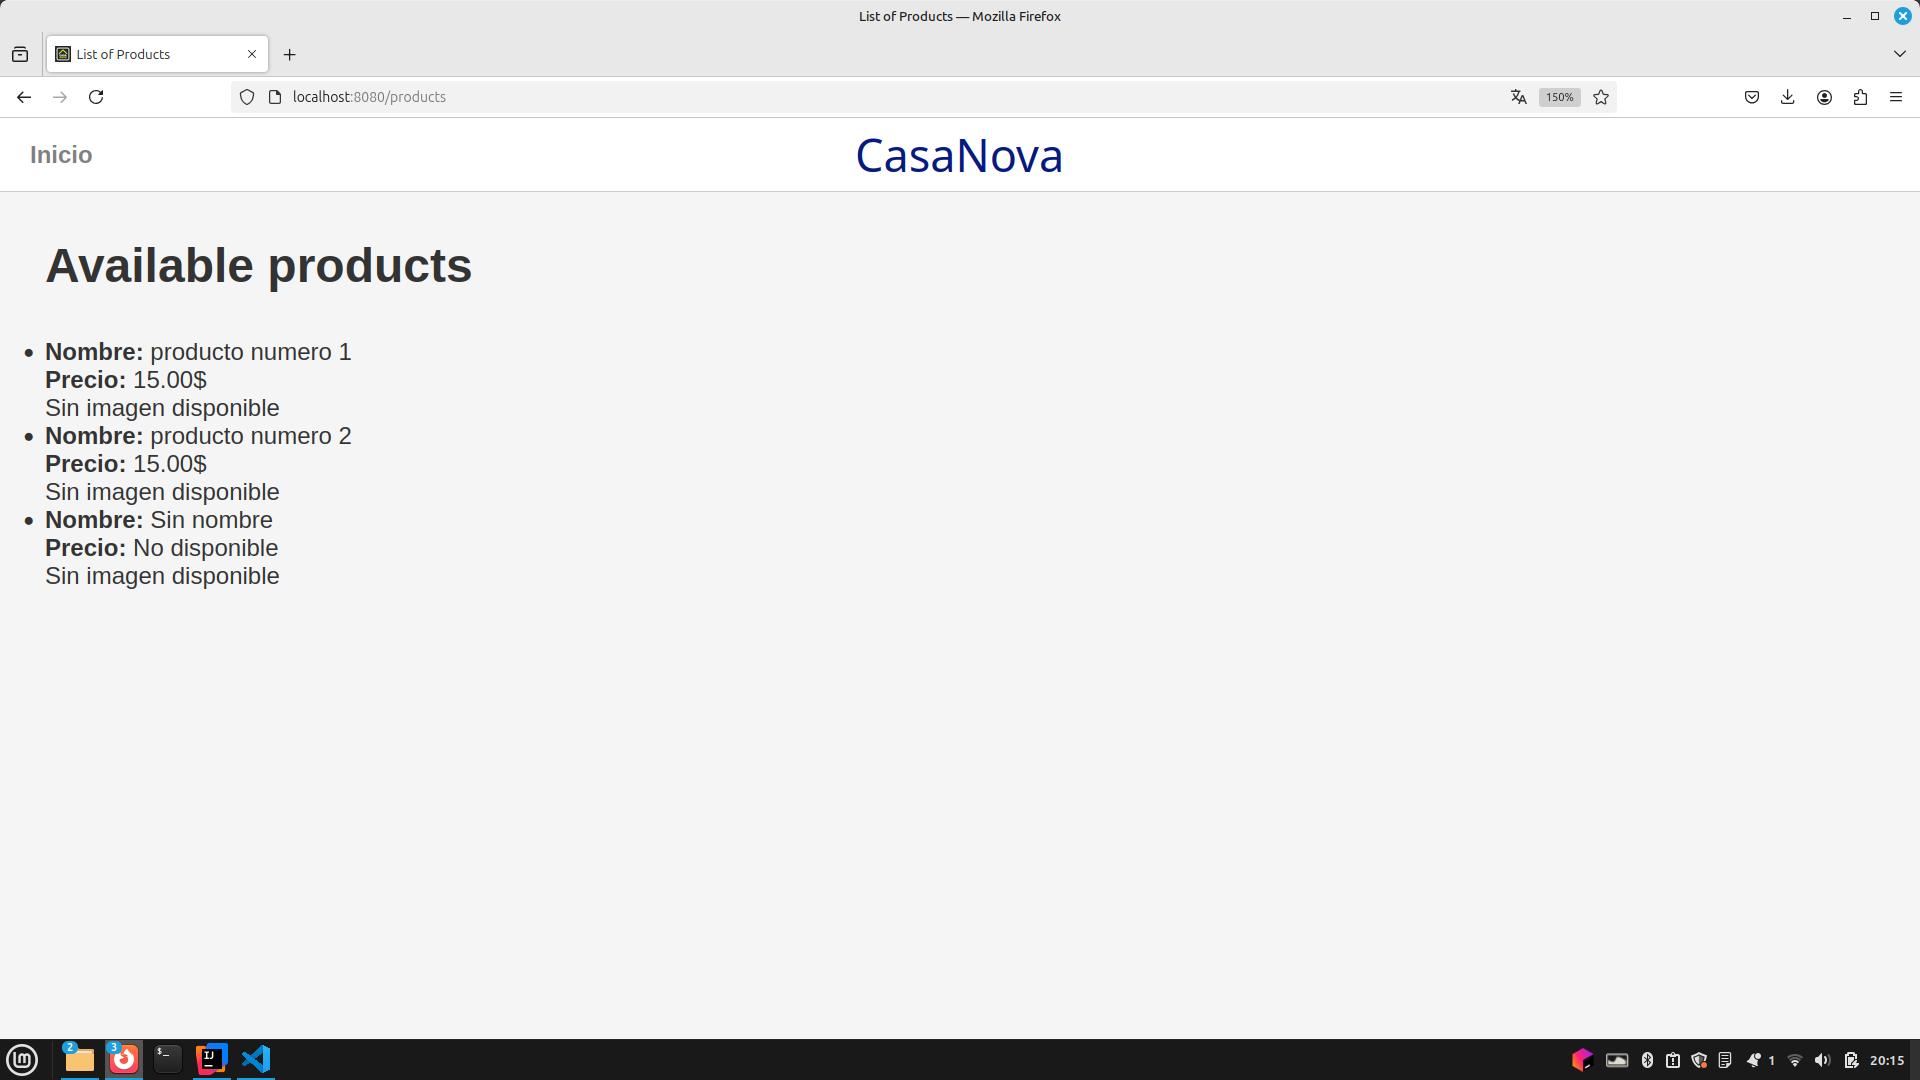 List of Products — Mozilla Firefox
List of Products
localhost:8080/products
150%
Inicio
CasaNova
Available products
Nombre: producto numero 1
Precio: 15.00$
Sin imagen disponible
Nombre: producto numero 2
Precio: 15.00$
Sin imagen disponible
Nombre: Sin nombre
Precio: No disponible
Sin imagen disponible
2
3
$_
IJ
1
20:15